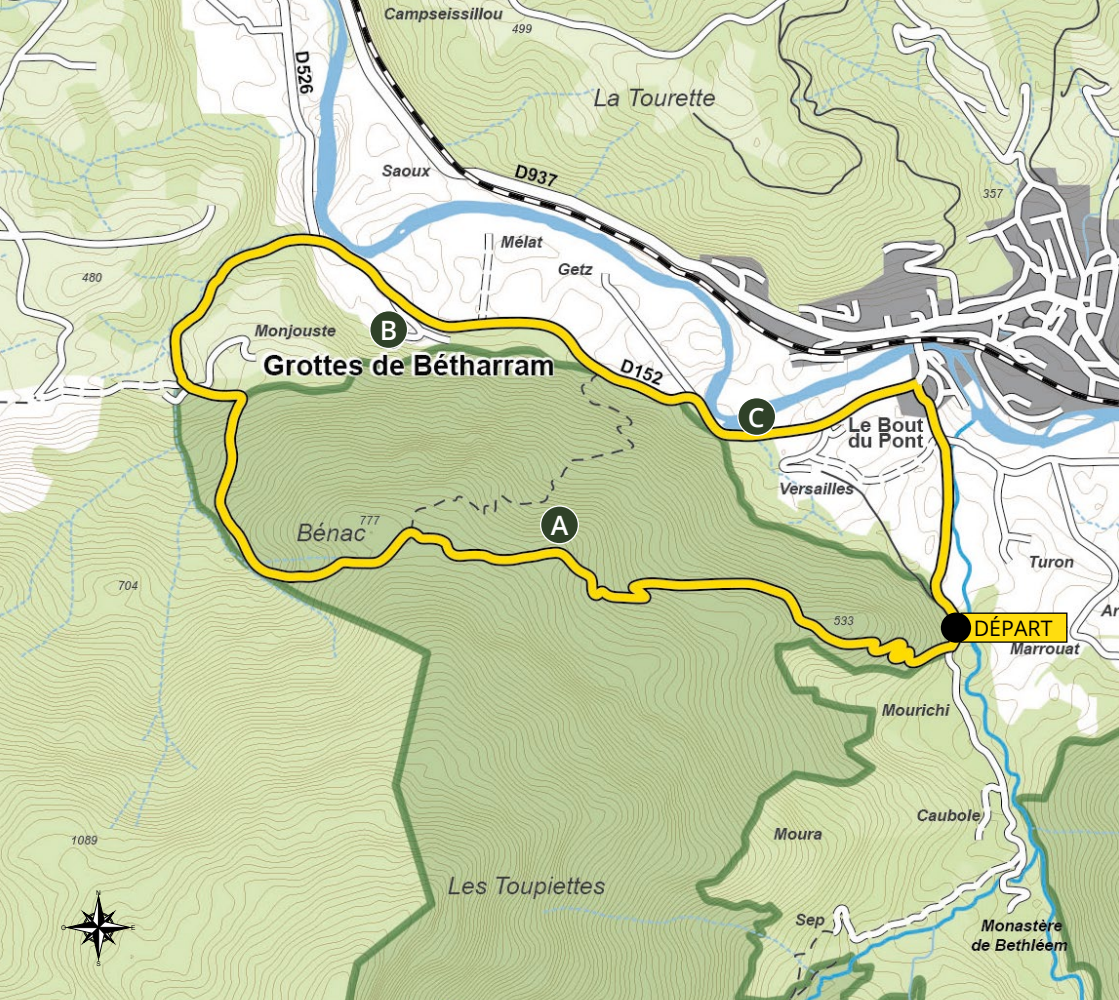 Campseissillou
499
D526
La Tourette
Saoux
D937
357
Mélat
Getz
480
Monjouste
B
Grottes de Bétharram
D152
C
Le Bout
du Pont
Versailles
777
Bénac
A
Turon
704
533
DÉPART
Marrouat
Mourichi
Caubole
Moura
1089
Les Toupiettes
Sep
Monastère
de Bethléem
N
E
S